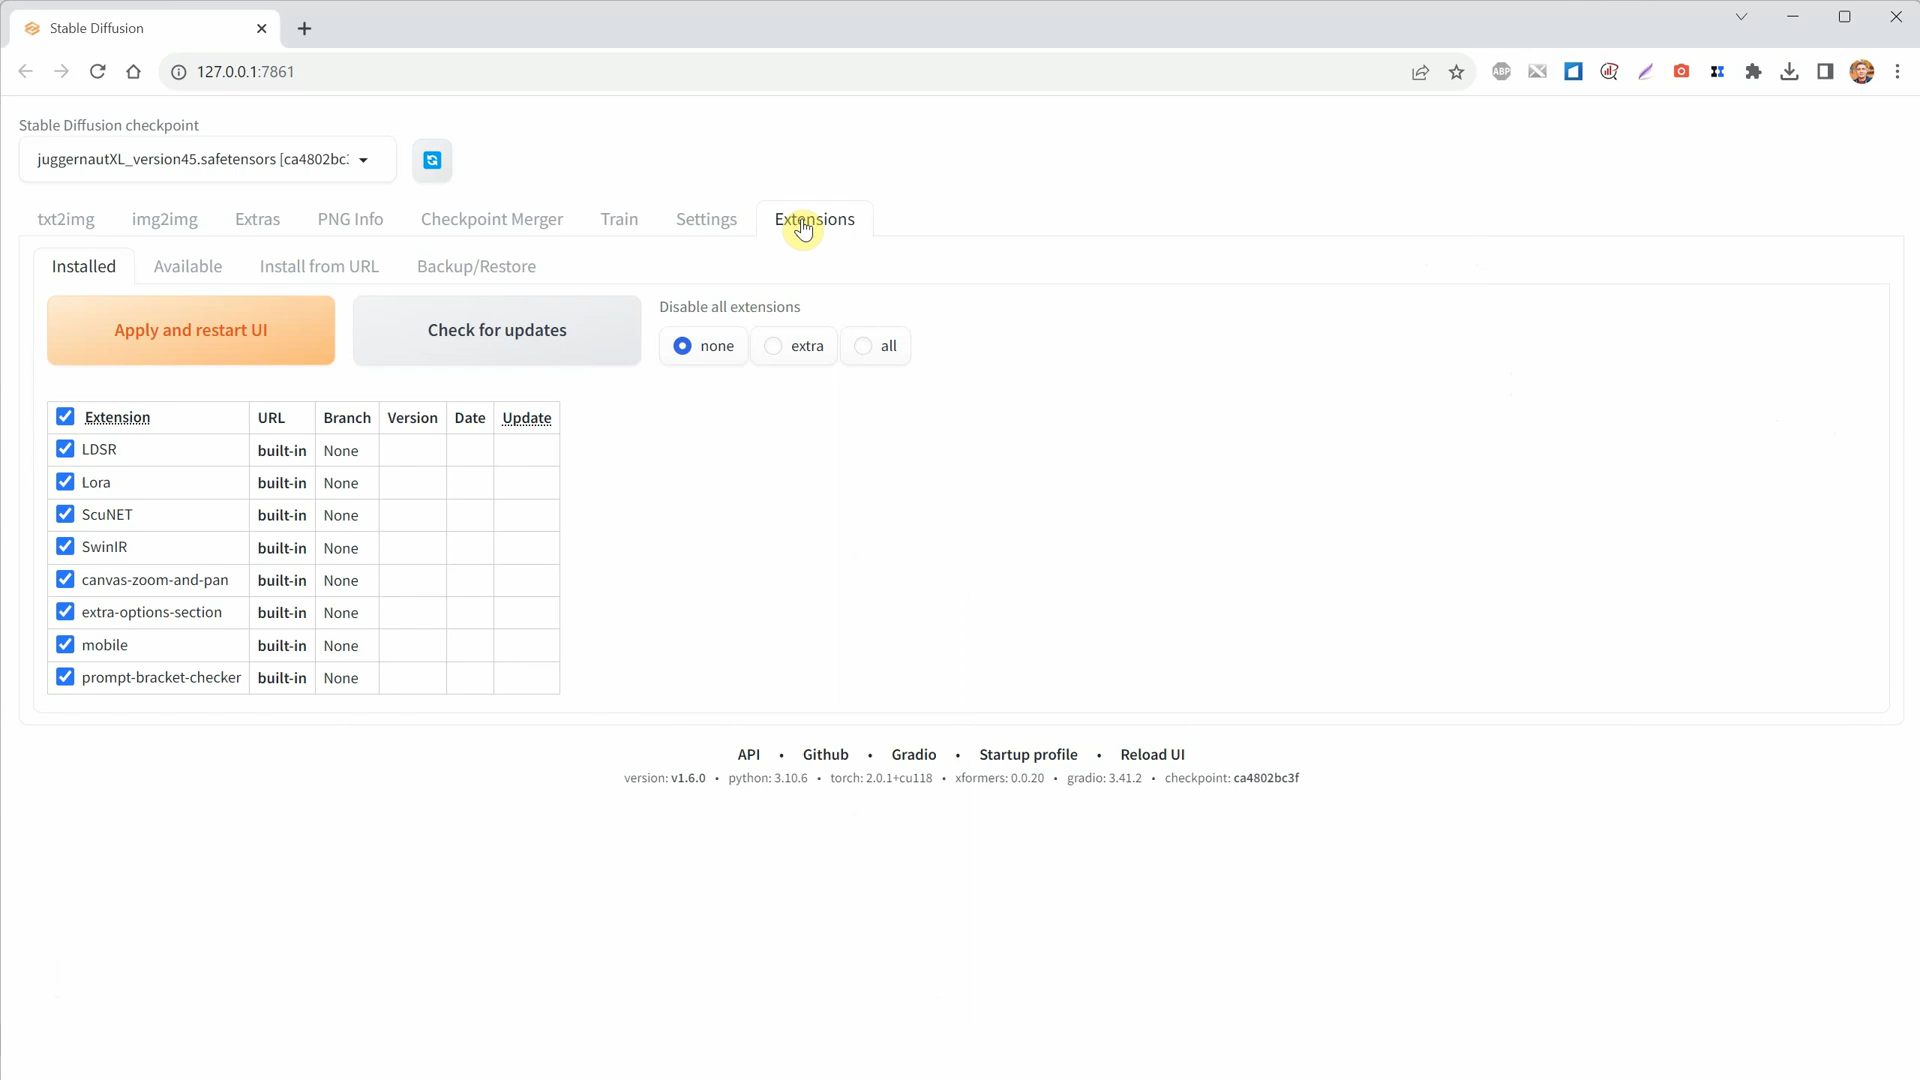 Stable Diffusion
127.0.0.1:7861
ABP
Stable Diffusion checkpoint
juggernautXL_version45.safetensors [ca4802bc:
txt2img img2img Extras PNG Info Checkpoint Merger Train Settings Extensions
Installed Available Install from URL Backup/Restore
Apply and restart UI Check for updates
Disable all extensions
none extra all
Extension URL Branch Version Date Update
LDSR built-in None
Lora built-in None
ScuNET built-in None
SwinIR built-in None
canvas-zoom-and-pan built-in None
extra-options-section built-in None
mobile built-in None
prompt-bracket-checker built-in None
API • Github • Gradio • Startup profile • Reload UI
version: v1.6.0 • python: 3.10.6 • torch: 2.0.1+cu118 • xformers: 0.0.20 • gradio: 3.41.2 • checkpoint: ca4802bc3f